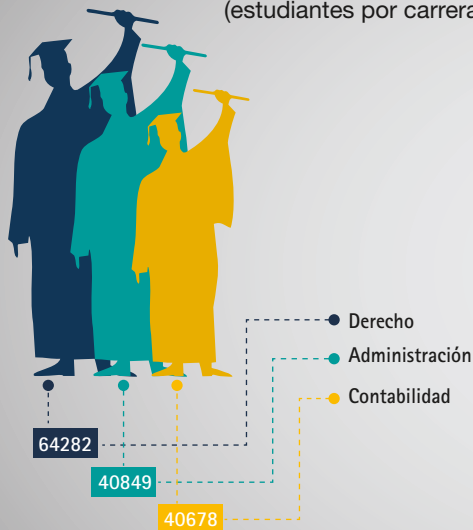 (estudiantes por carrera
Derecho
Administración
Contabilidad
64282
40849
40678